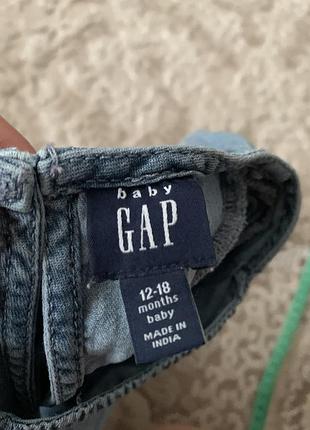 baby
GAP
12-18
months
baby
MADE IN
INDIA